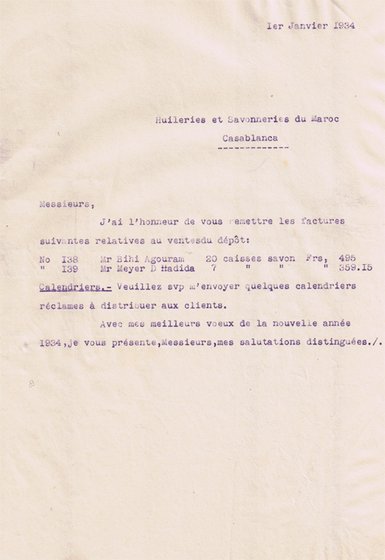 1er Janvier 1934
Huileries et Savonneries du Maroc
Casablanca
Messieurs,
J'ai l'honneur de vous remettre les factures
suivantes relatives au ventesdu dépôt:
No I38 Mr Bihi Agouram 20 caisses savon Frs, 495
" 139 Mr Meyer D Hadida 7 " " " 359.15
Calendriers.- Veuillez svp m'envoyer quelques calendriers
réclames à distribuer aux clients.
Avec mes meilleurs voeux de la nouvelle année
1934,je vous présente,Messieurs,mes salutations distinguées./.